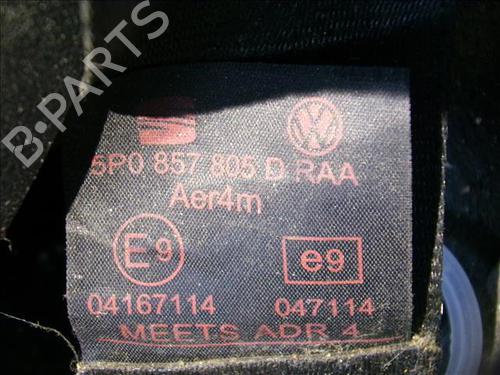 B-PARTS
5P0 857 805 D RAA
Aer4m
E9 e9
04167114 047114
MEETS ADR 4